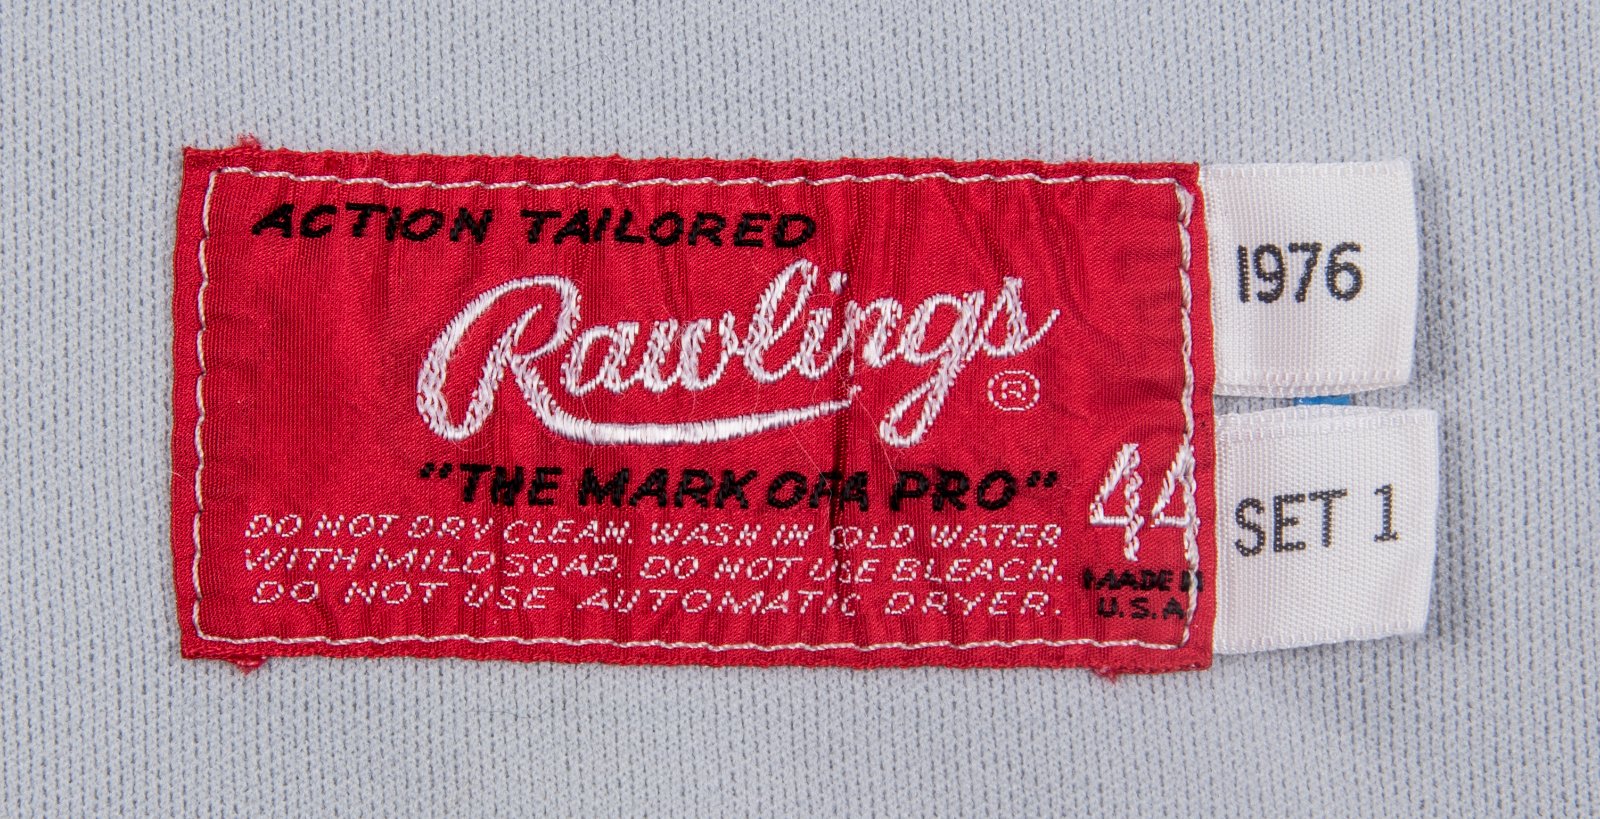 ACTION TAILORED
Rawlings
®
"THE MARK OF A PRO"
44
DO NOT DRY CLEAN. WASH IN COLD WATER
WITH MILD SOAP. DO NOT USE BLEACH.
DO NOT USE AUTOMATIC DRYER.
MADE IN
U.S.A
1976
SET 1